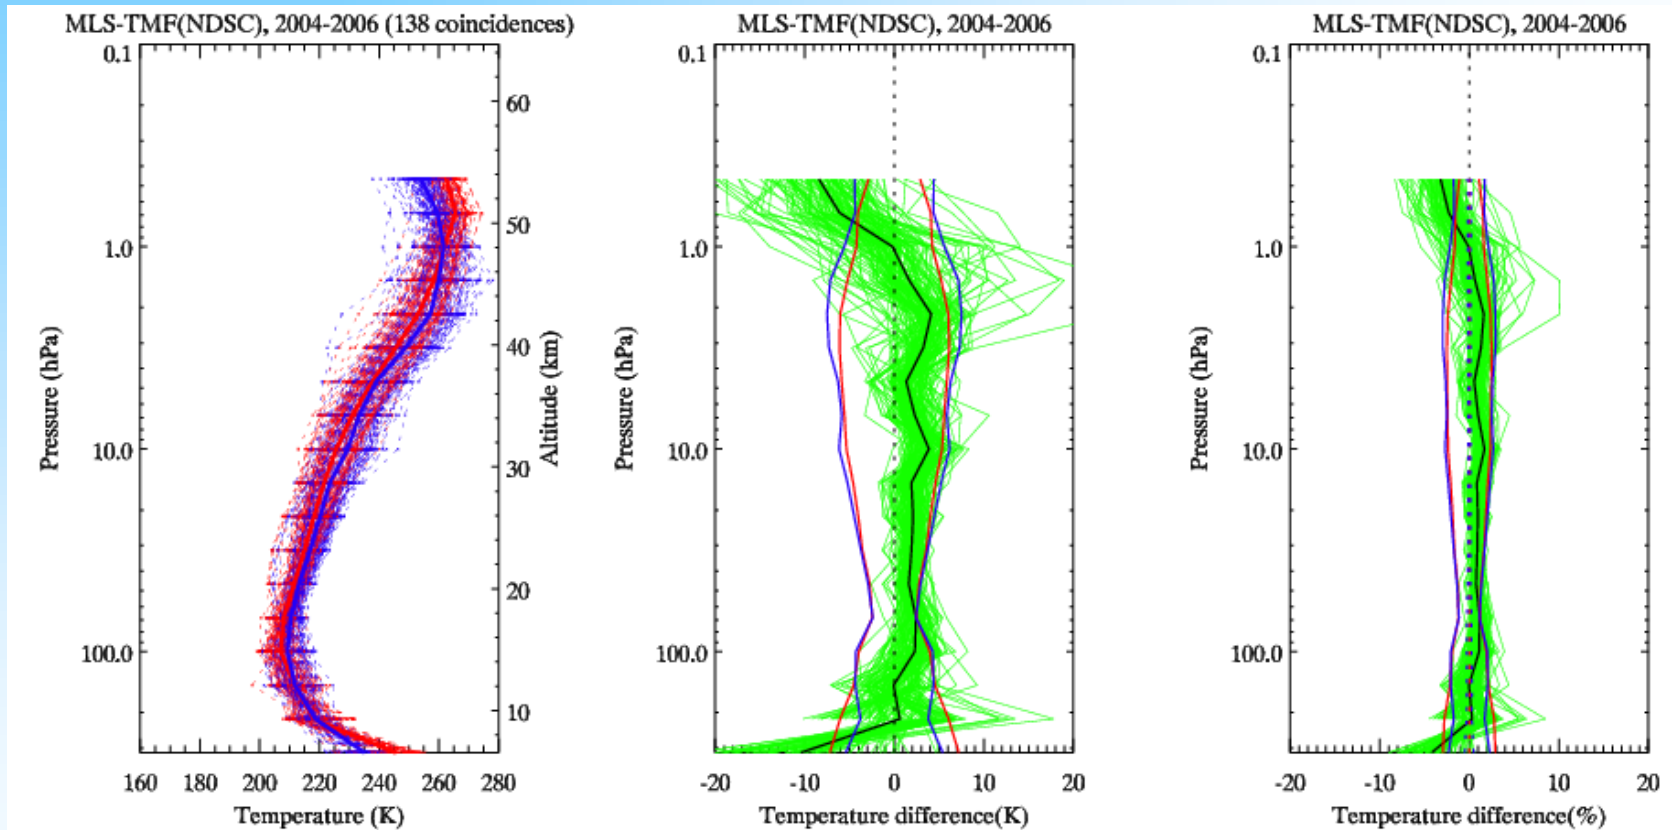 MLS-TMF(NDSC), 2004-2006 (138 coincidences)
0.1
1.0
10.0
100.0
Pressure (hPa)
60
50
40
30
20
10
Altitude (km)
160 180 200 220 240 260 280
Temperature (K)
MLS-TMF(NDSC), 2004-2006
0.1
1.0
10.0
100.0
Pressure (hPa)
-20 -10 0 10 20
Temperature difference(K)
MLS-TMF(NDSC), 2004-2006
0.1
1.0
10.0
100.0
Pressure (hPa)
-20 -10 0 10 20
Temperature difference(%)